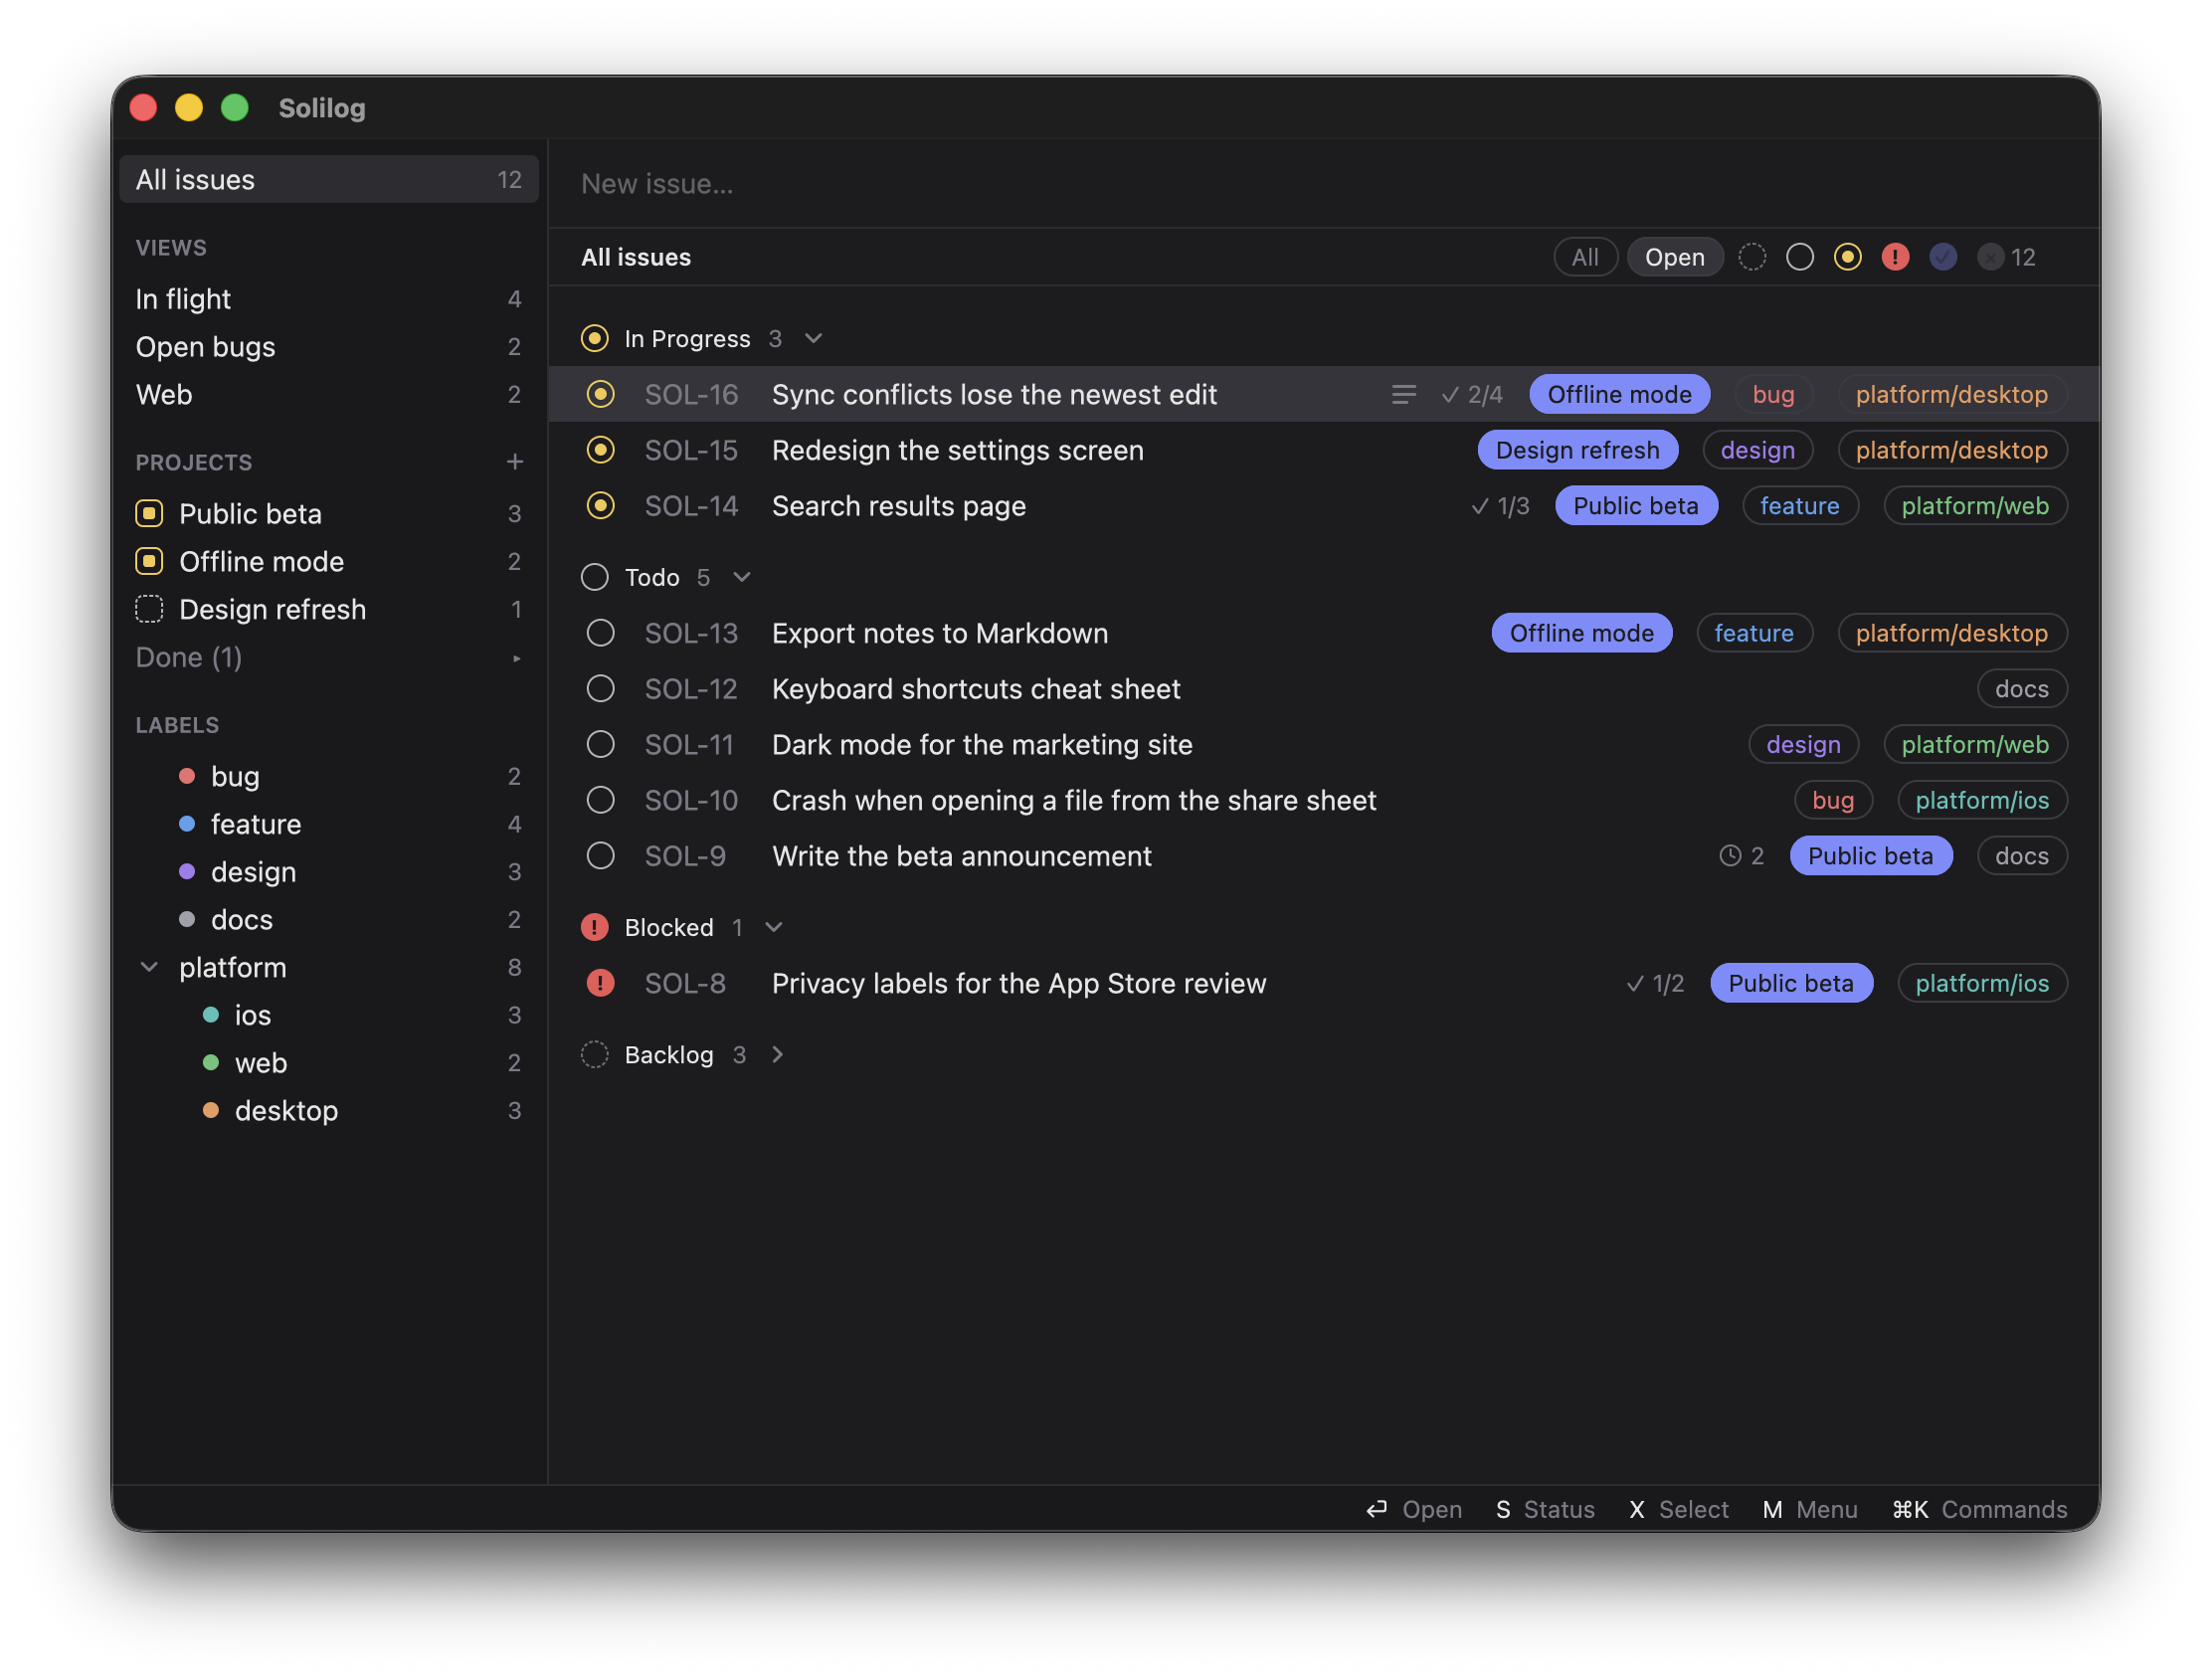 Solilog
All issues 12
VIEWS
In flight 4
Open bugs 2
Web 2
PROJECTS +
Public beta 3
Offline mode 2
Design refresh 1
Done (1)
LABELS
bug 2
feature 4
design 3
docs 2
platform 8
ios 3
web 2
desktop 3
New issue...
All issues All Open 12
In Progress 3
SOL-16 Sync conflicts lose the newest edit 2/4 Offline mode bug platform/desktop
SOL-15 Redesign the settings screen Design refresh design platform/desktop
SOL-14 Search results page 1/3 Public beta feature platform/web
Todo 5
SOL-13 Export notes to Markdown Offline mode feature platform/desktop
SOL-12 Keyboard shortcuts cheat sheet docs
SOL-11 Dark mode for the marketing site design platform/web
SOL-10 Crash when opening a file from the share sheet bug platform/ios
SOL-9 Write the beta announcement 2 Public beta docs
Blocked 1
SOL-8 Privacy labels for the App Store review 1/2 Public beta platform/ios
Backlog 3
Open S Status X Select M Menu ⌘K Commands